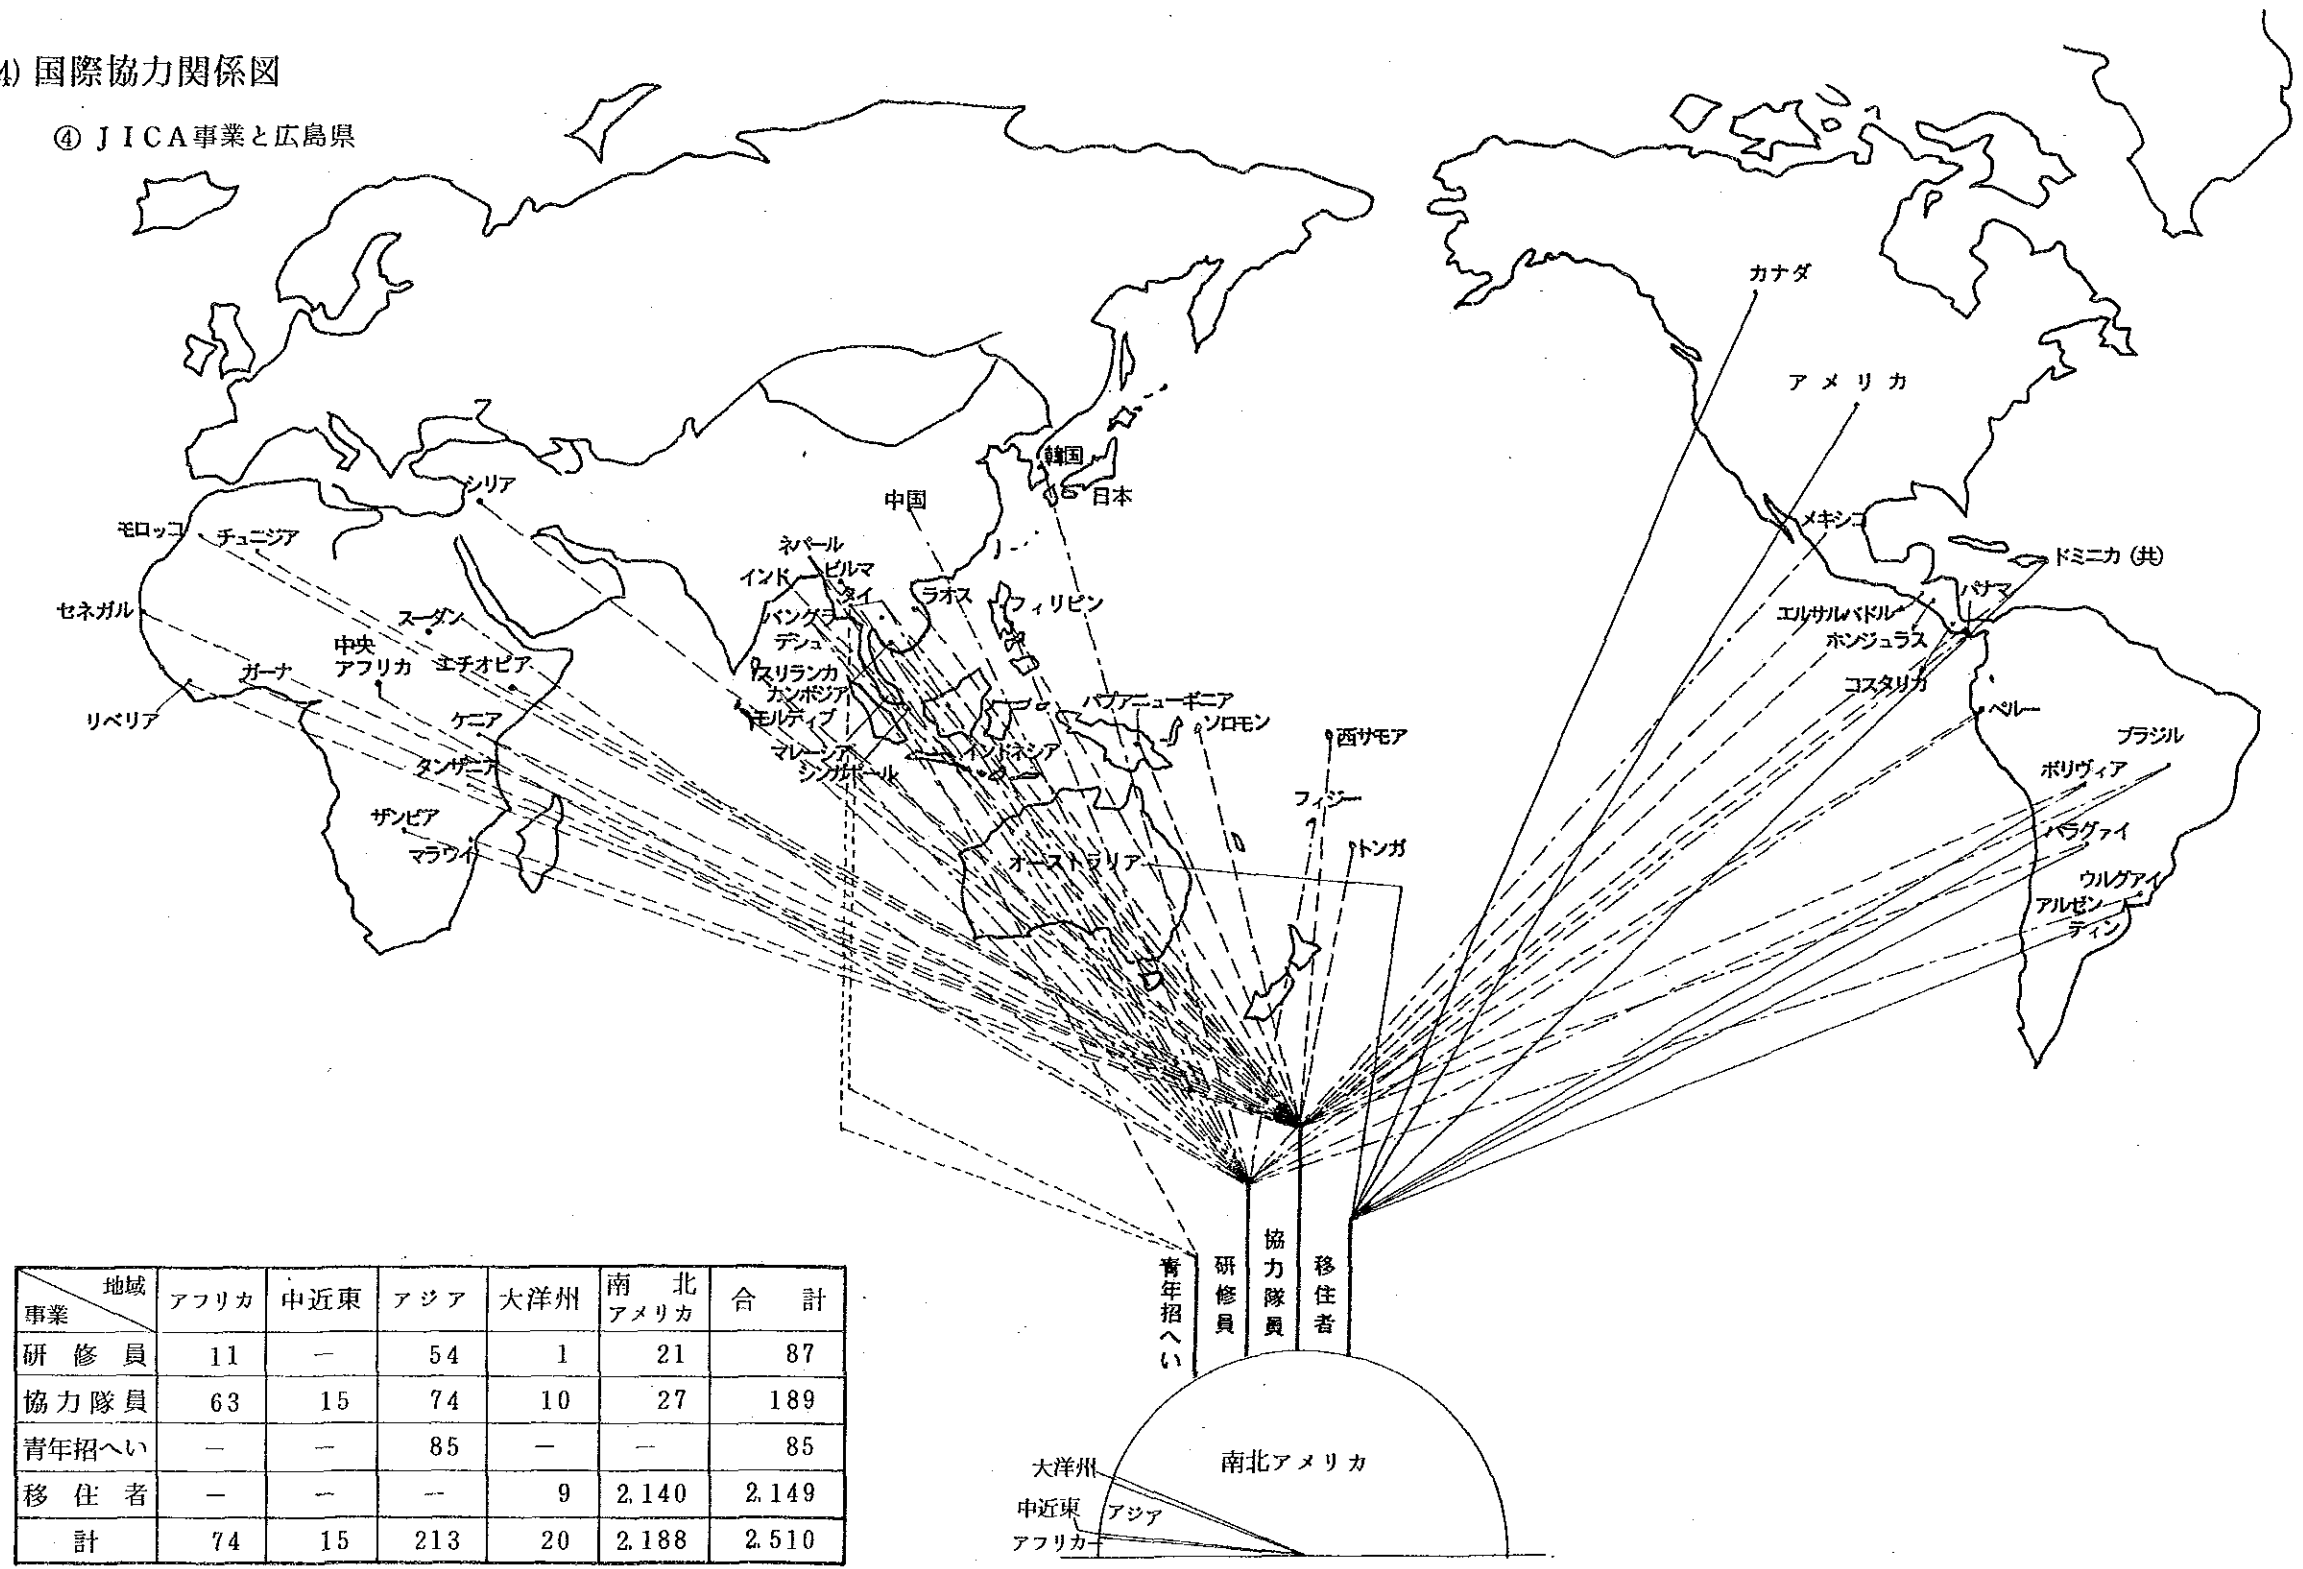 4) 国際協力関係図
④ JICA事業と広島県
カナダ
アメリカ
シリア
韓国
中国
日本
モロッコ
チュニジア
メキシコ
ネパール
ドミニカ (共)
インド
ビルマ
パナマ
タイ
ラオス
フィリピン
セネガル
スーダン
バングラ
デシュ
エルサルバドル
ホンジュラス
中央
アフリカ
ガーナ
エチオピア
スリランカ
カンボジア
コスタリカ
パプアニューギニア
リベリア
ケニア
モルディブ
ソロモン
西サモア
ペルー
ブラジル
マレーシア
インドネシア
シンガポール
タンザニア
ボリヴィア
フィジー
ザンビア
パラグァイ
マラウイ
オーストラリア
トンガ
ウルグァイ
アルゼン
ティン
青年招へい
研修員
協力隊員
移住者
地域
事業
アフリカ 中近東 アジア 大洋州 南北アメリカ 合計
研修員 11 — 54 1 21 87
協力隊員 63 15 74 10 27 189
青年招へい — — 85 — — 85
移住者 — — — 9 2,140 2,149
計 74 15 213 20 2,188 2,510
南北アメリカ
大洋州
中近東
アジア
アフリカ